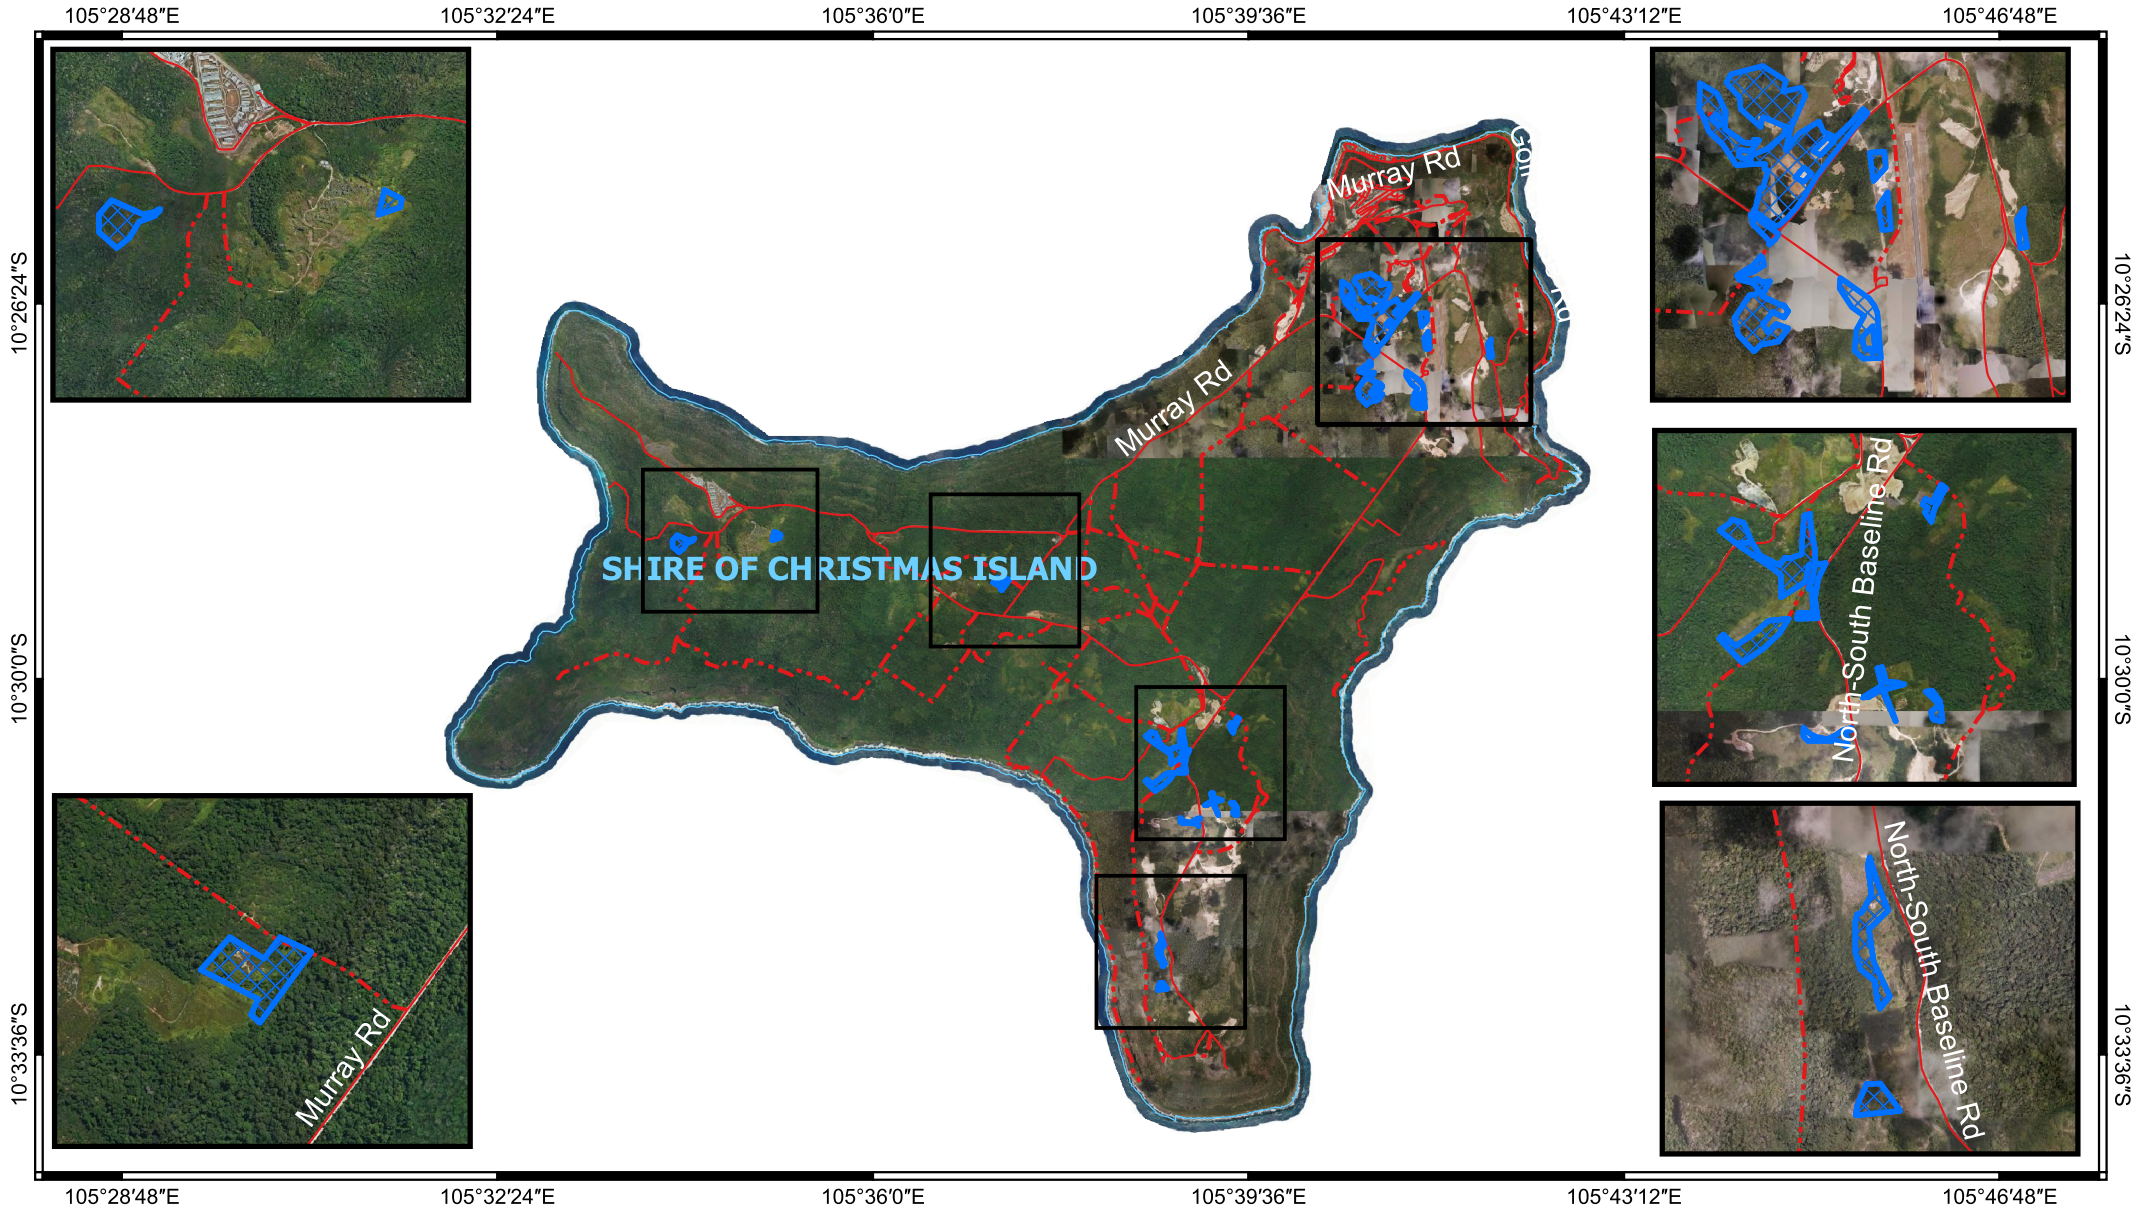 105°28′48″E
105°32′24″E
105°36′0″E
105°39′36″E
105°43′12″E
105°46′48″E
10°26′24″S
10°30′0″S
10°33′36″S
Murray Rd
Golf
Rd
Murray Rd
SHIRE OF CHRISTMAS ISLAND
Murray Rd
North-South Baseline Rd
North-South Baseline Rd
10°26′24″S
10°30′0″S
10°33′36″S
105°28′48″E
105°32′24″E
105°36′0″E
105°39′36″E
105°43′12″E
105°46′48″E